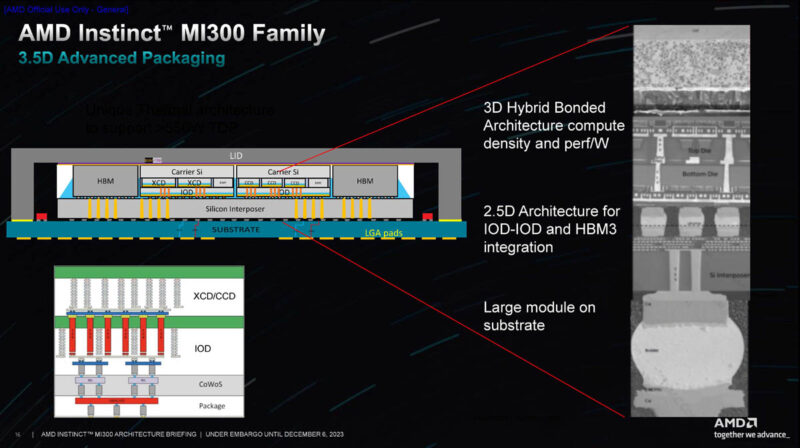 [AMD Official Use Only - General]
AMD Instinct™ MI300 Family
3.5D Advanced Packaging
Unique Thermal architecture
to support >550W TDP
LID
HBM
Carrier Si
Carrier Si
HBM
XCD
XCD
CCD
CCD
CCD
IOD
IOD
Silicon Interposer
SUBSTRATE
LGA pads
XCD/CCD
IOD
CoWoS
Package
3D Hybrid Bonded
Architecture compute
density and perf/W
2.5D Architecture for
IOD-IOD and HBM3
integration
Large module on
substrate
Top Die
Bottom Die
Si Interposer
16 | AMD INSTINCT™ MI300 ARCHITECTURE BRIEFING | UNDER EMBARGO UNTIL DECEMBER 6, 2023
AMD
together we advance_